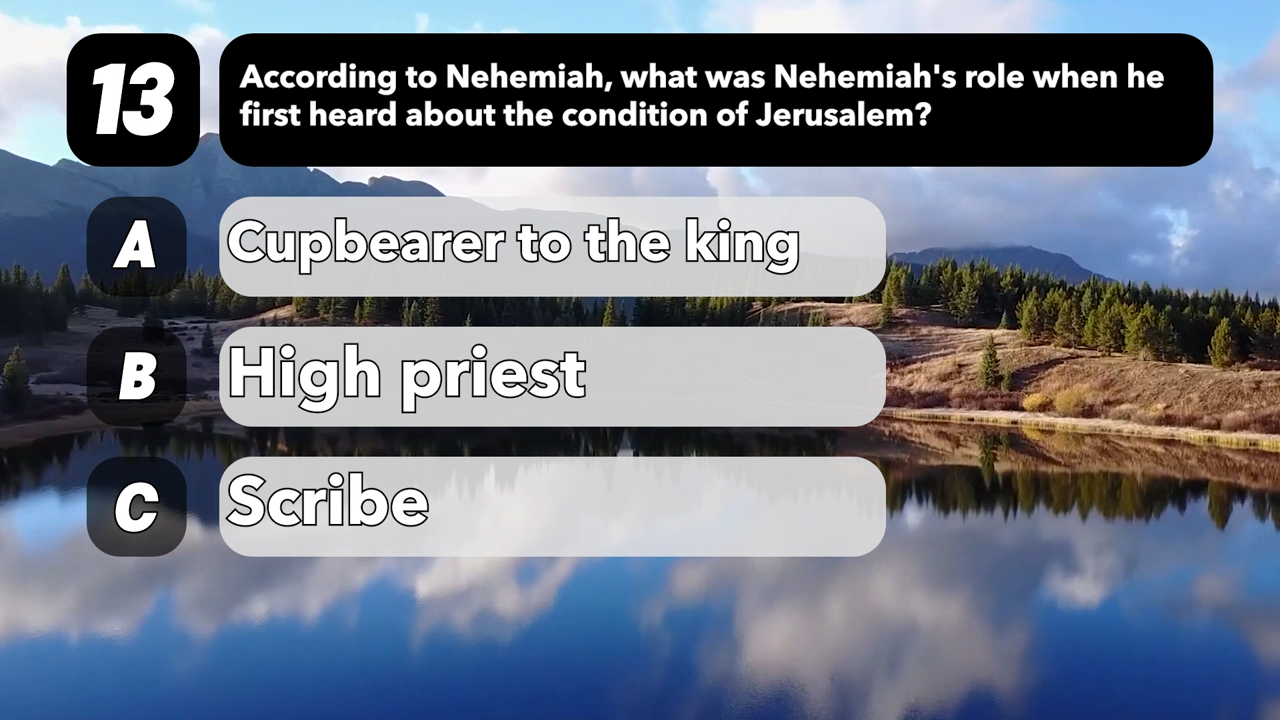 13
According to Nehemiah, what was Nehemiah's role when he
first heard about the condition of Jerusalem?
A
Cupbearer to the king
B
High priest
C
Scribe